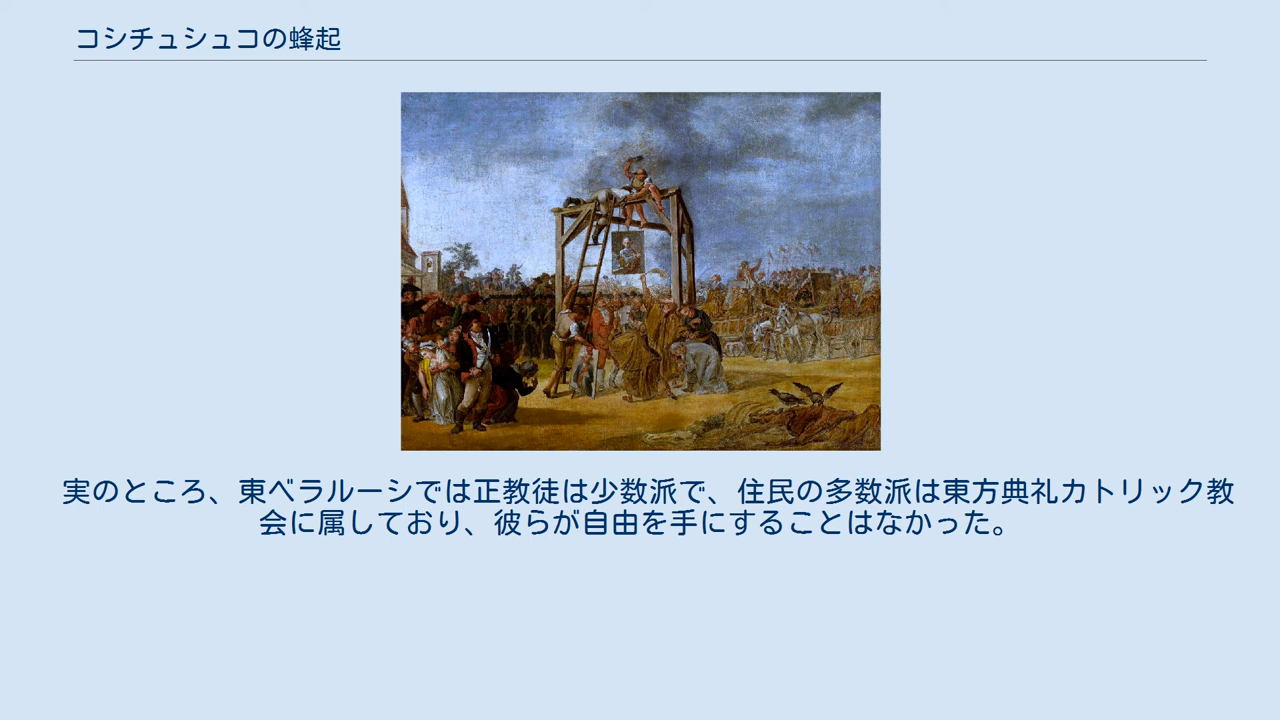 コシチュシュコの蜂起
実のところ、東ベラルーシでは正教徒は少数派で、住民の多数派は東方典礼カトリック教
会に属しており、彼らが自由を手にすることはなかった。